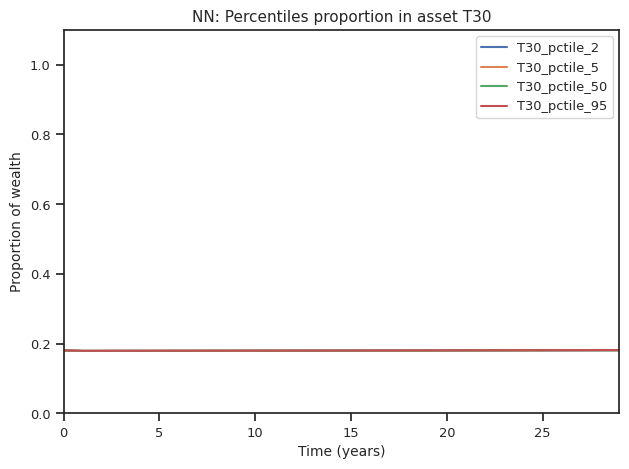 NN: Percentiles proportion in asset T30
T30_pctile_2
T30_pctile_5
T30_pctile_50
T30_pctile_95
Proportion of wealth
1.0
0.8
0.6
0.4
0.2
0.0
0 5 10 15 20 25
Time (years)